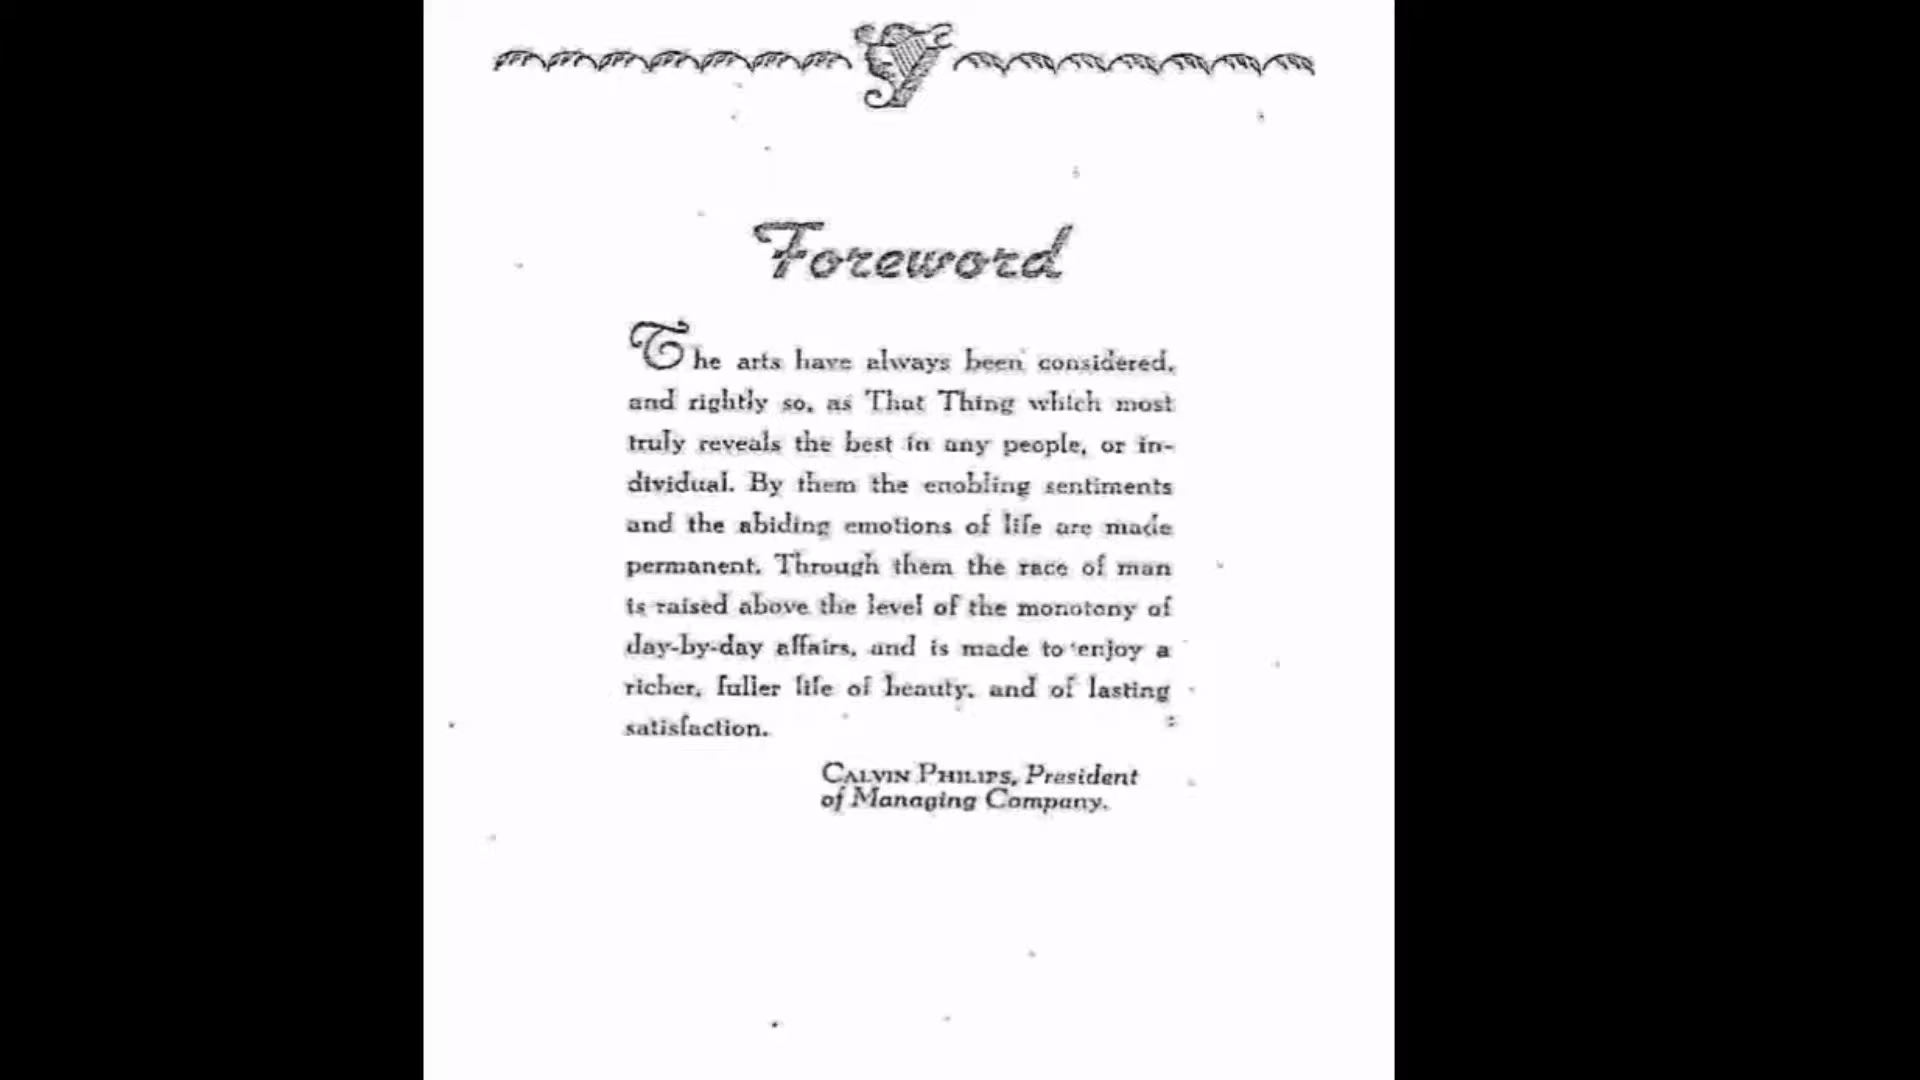 Foreword
The arts have always been considered,
and rightly so, as That Thing which most
truly reveals the best in any people, or in-
dividual. By them the enobling sentiments
and the abiding emotions of life are made
permanent. Through them the race of man
is raised above the level of the monotony of
day-by-day affairs, and is made to enjoy a
richer, fuller life of beauty, and of lasting
satisfaction.
CALVIN PHILIPS, President
of Managing Company.